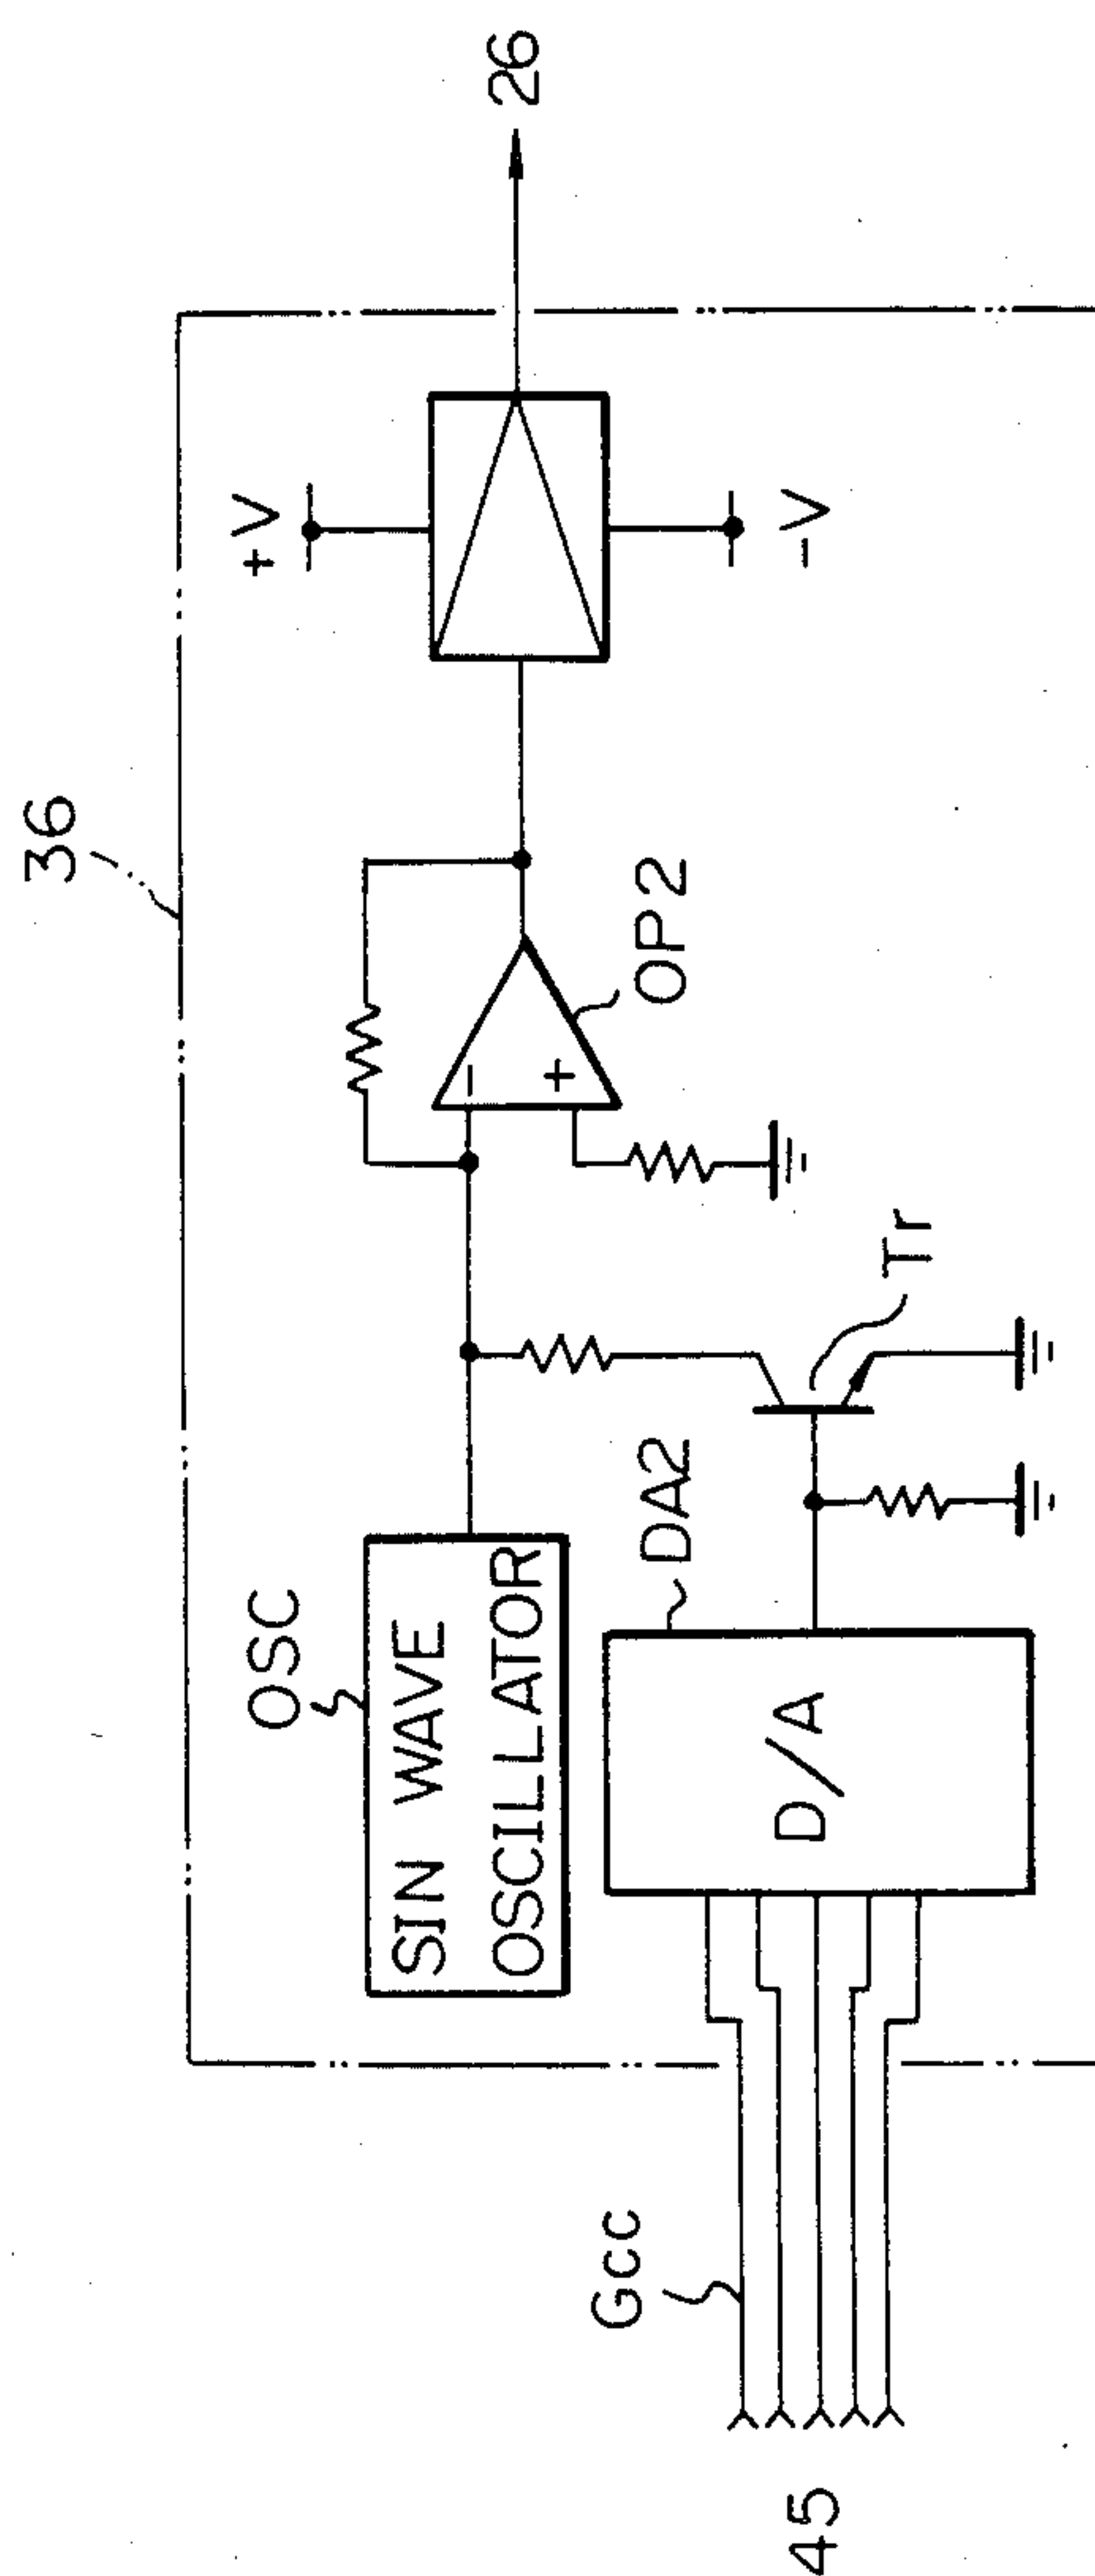 36
26
+V
-V
OP2
OSC
SIN WAVE
OSCILLATOR
-
+
Tr
DA2
D/A
Gcc
45